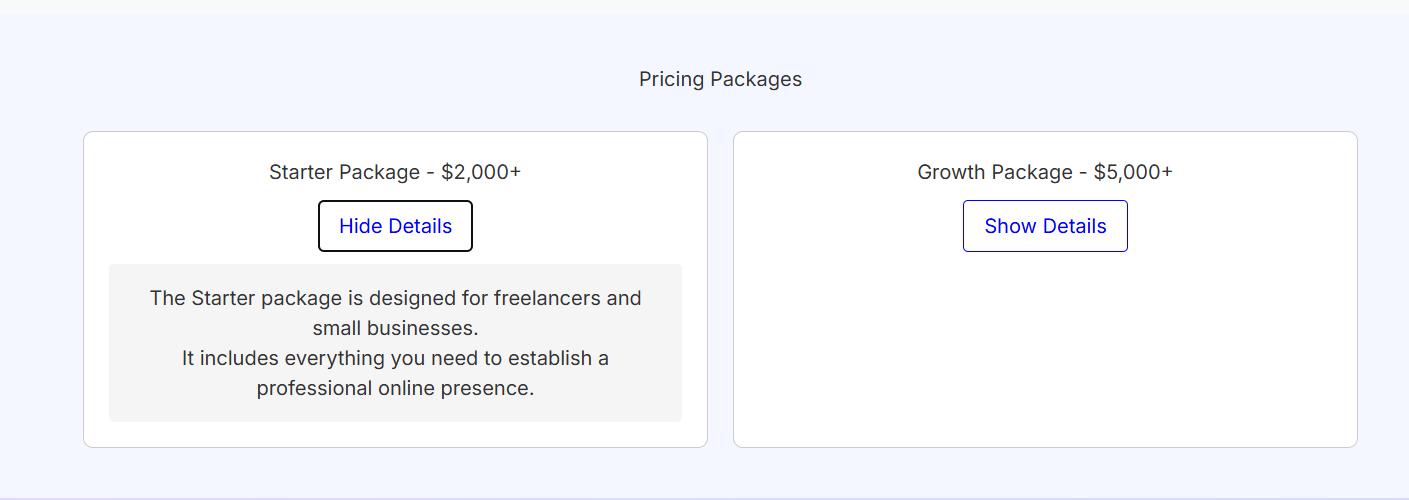 Pricing Packages
Starter Package - $2,000+
Hide Details
The Starter package is designed for freelancers and
small businesses.
It includes everything you need to establish a
professional online presence.
Growth Package - $5,000+
Show Details